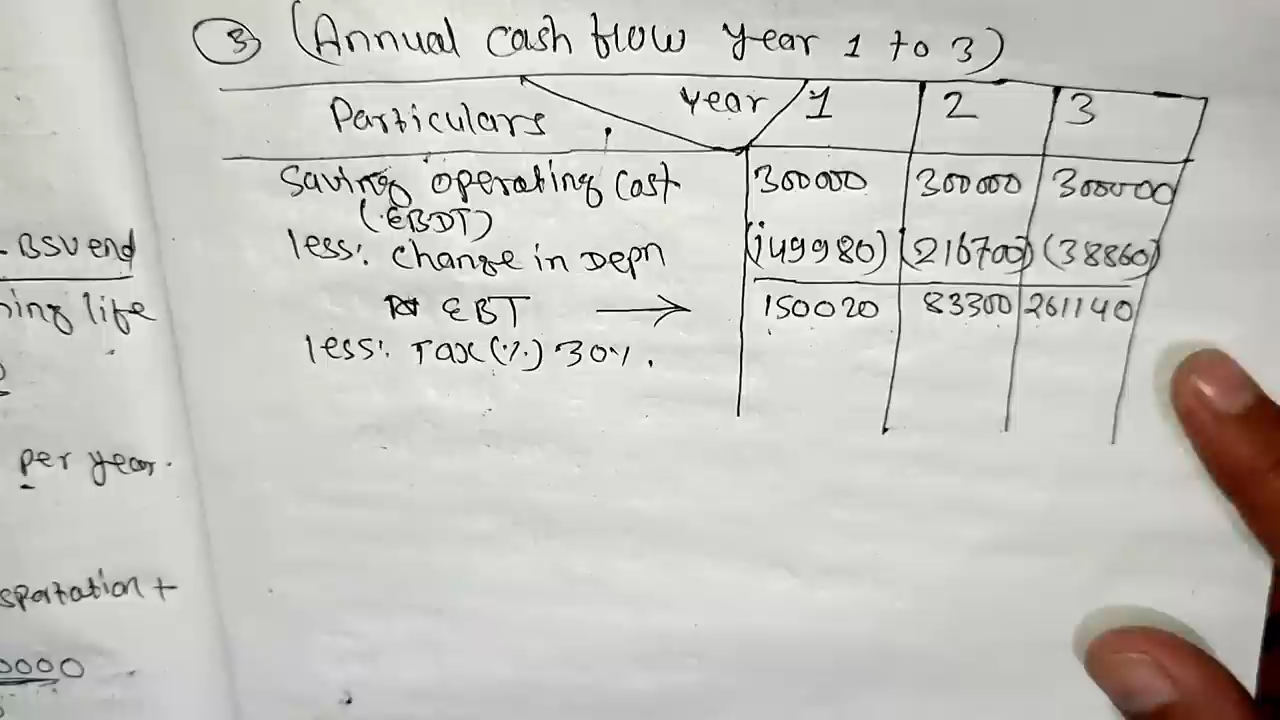 - BSV end
ning life
per year.
sportation +
0000
③ (Annual cash flow year 1 to 3)
Particulars year 1 2 3
Saving operating Cost 300000 300000 300000
(EBDT)
less: Change in Depn (149980) (216700) (38860)
EBT → 150020 83300 261140
less: Tax (%) 30%.